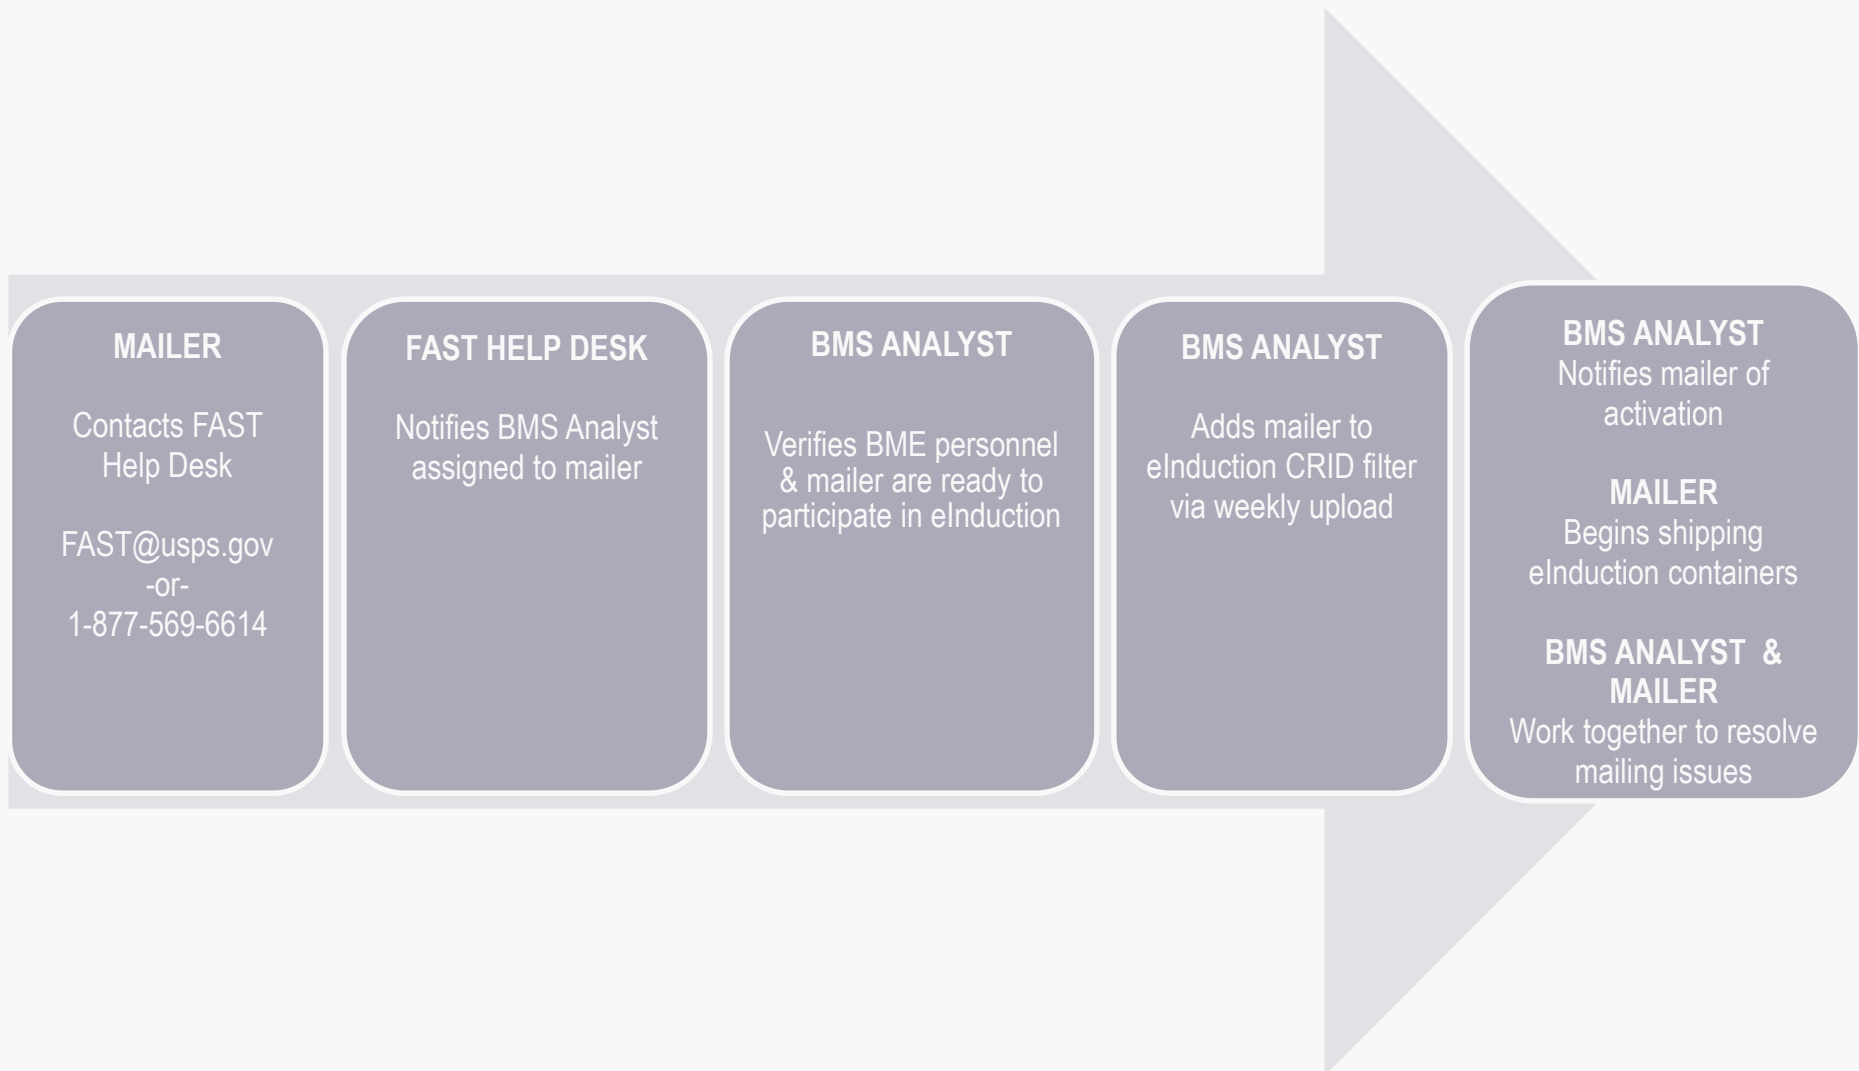 MAILER
Contacts FAST
Help Desk
FAST@usps.gov
-or-
1-877-569-6614
FAST HELP DESK
Notifies BMS Analyst
assigned to mailer
BMS ANALYST
Verifies BME personnel
& mailer are ready to
participate in eInduction
BMS ANALYST
Adds mailer to
eInduction CRID filter
via weekly upload
BMS ANALYST
Notifies mailer of
activation
MAILER
Begins shipping
eInduction containers
BMS ANALYST  &
MAILER
Work together to resolve
mailing issues